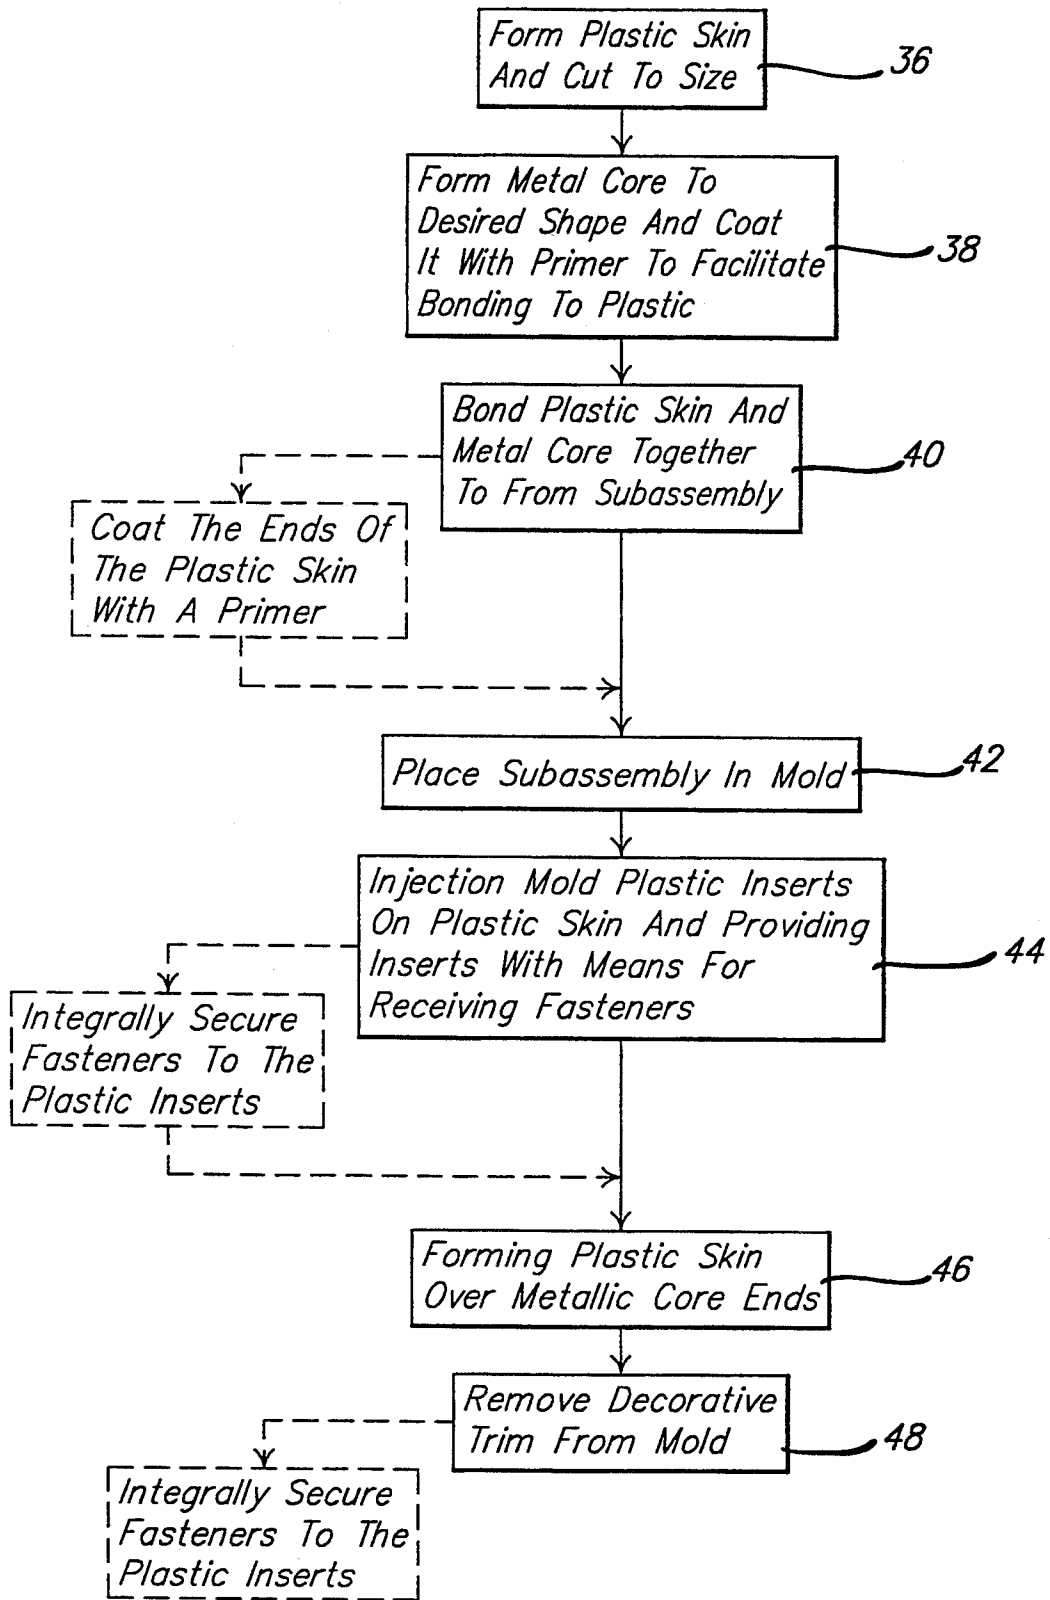 Form Plastic Skin
And Cut To Size
36
Form Metal Core To
Desired Shape And Coat
It With Primer To Facilitate
Bonding To Plastic
38
Bond Plastic Skin And
Metal Core Together
To From Subassembly
40
Coat The Ends Of
The Plastic Skin
With A Primer
Place Subassembly In Mold
42
Injection Mold Plastic Inserts
On Plastic Skin And Providing
Inserts With Means For
Receiving Fasteners
44
Integrally Secure
Fasteners To The
Plastic Inserts
Forming Plastic Skin
Over Metallic Core Ends
46
Remove Decorative
Trim From Mold
48
Integrally Secure
Fasteners To The
Plastic Inserts